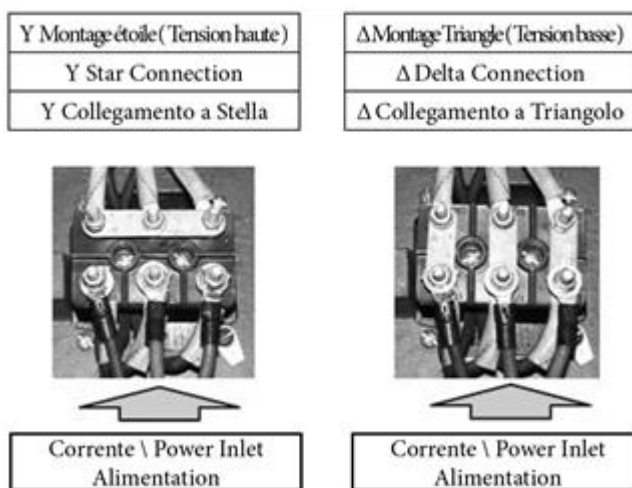 Y Montage étoile ( Tension haute )
Y Star Connection
Y Collegamento a Stella
Δ Montage Triangle ( Tension basse)
Δ Delta Connection
Δ Collegamento a Triangolo
Corrente \ Power Inlet
Alimentation
Corrente \ Power Inlet
Alimentation